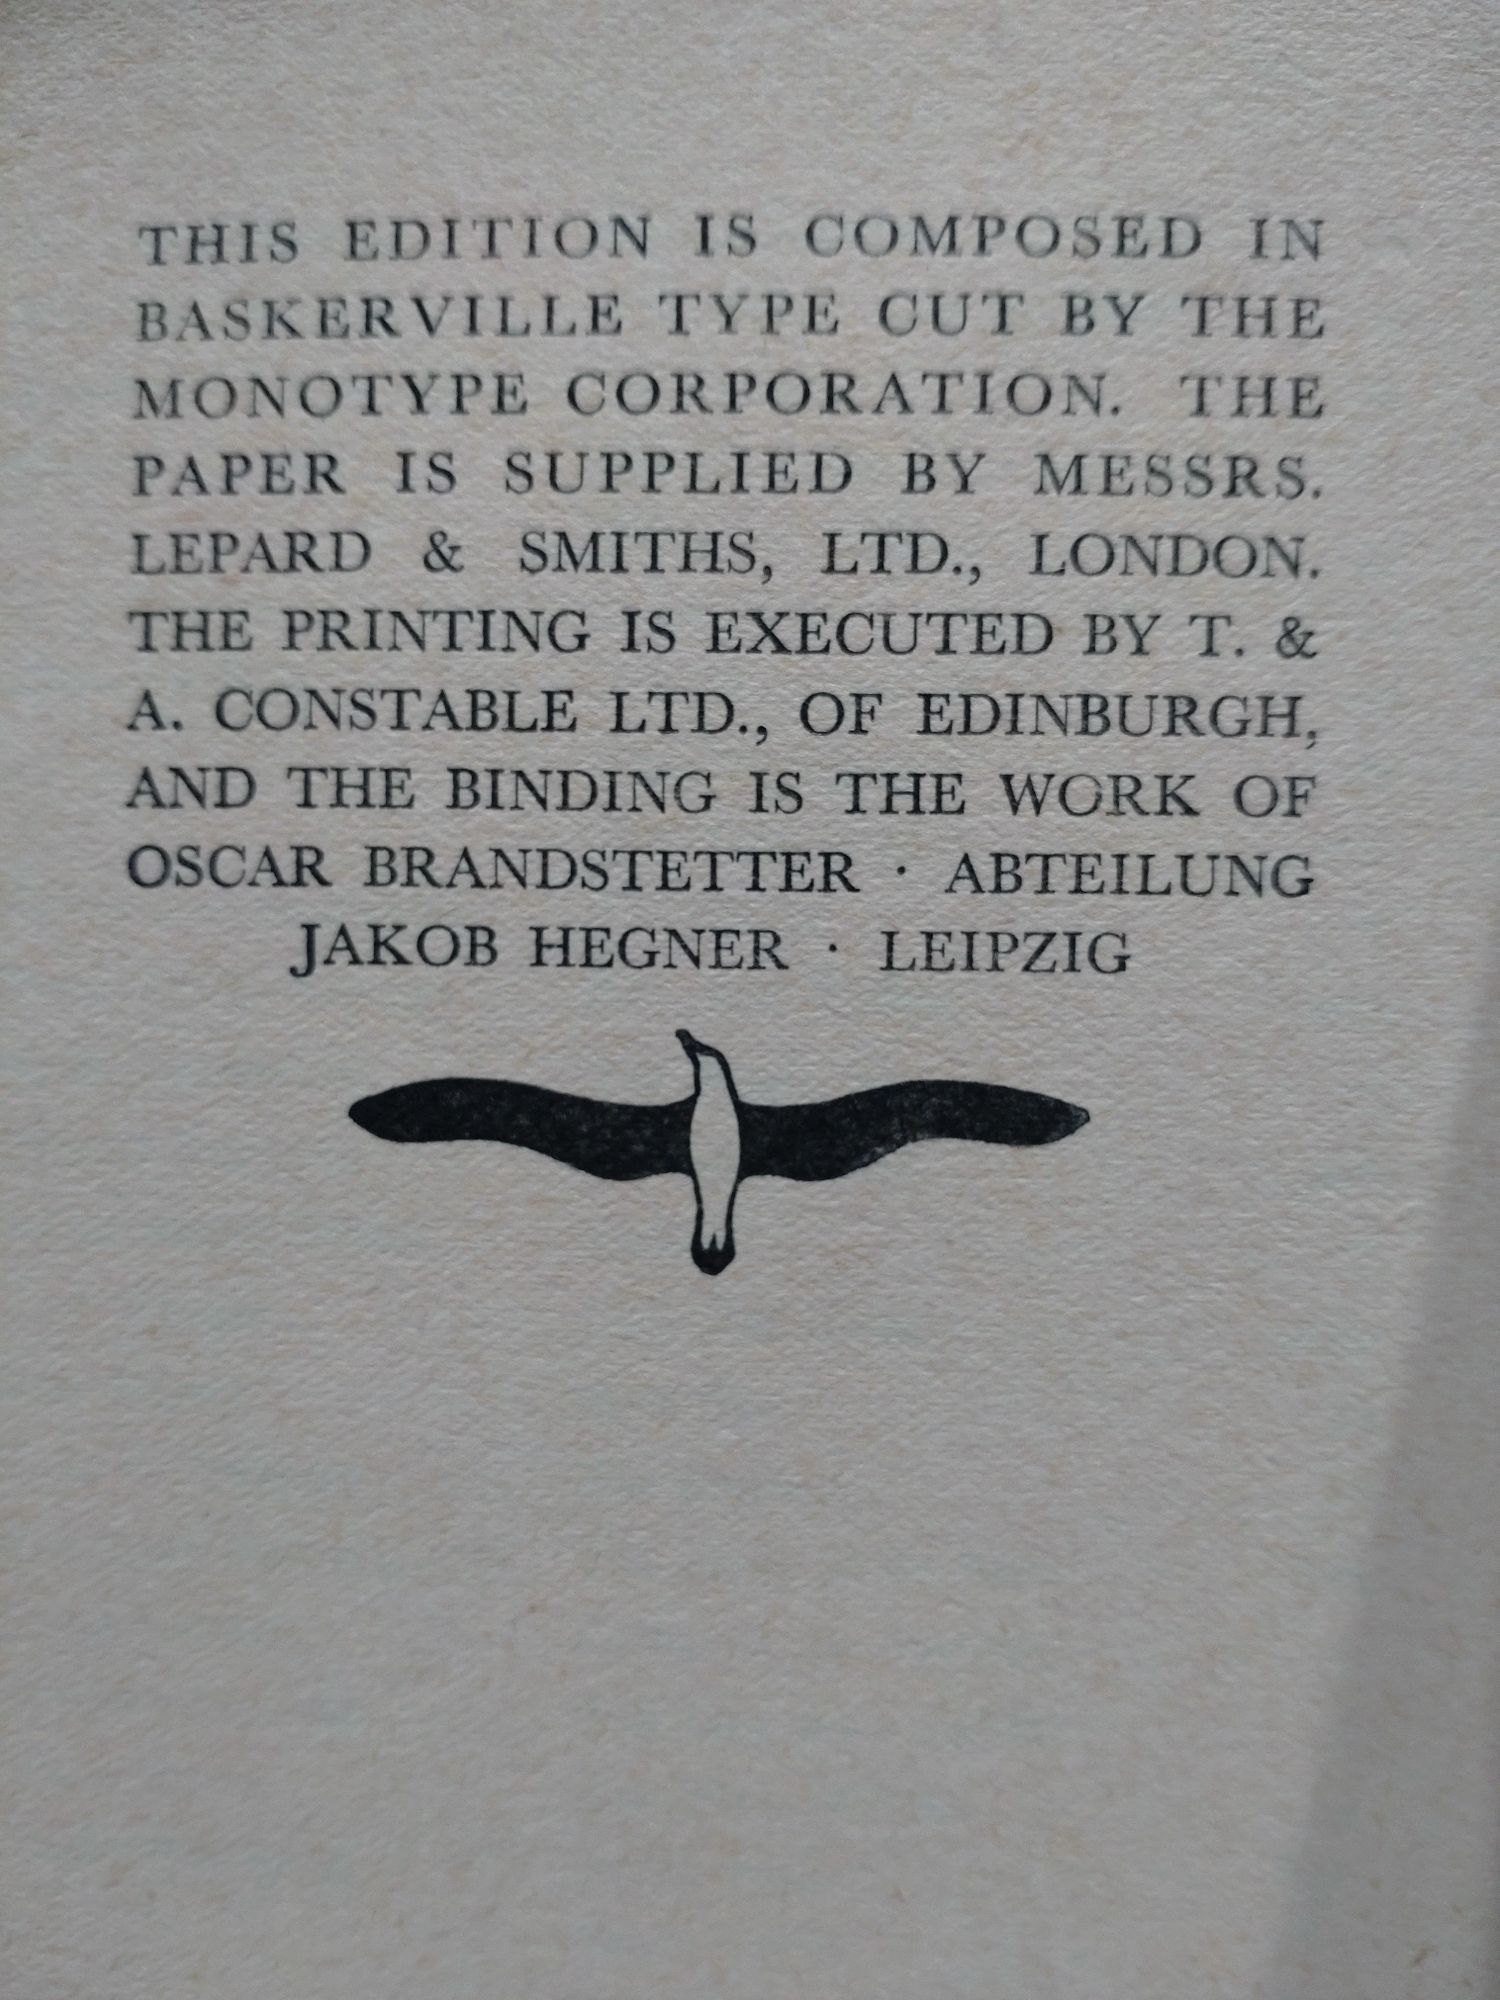 THIS EDITION IS COMPOSED IN
BASKERVILLE TYPE CUT BY THE
MONOTYPE CORPORATION. THE
PAPER IS SUPPLIED BY MESSRS.
LEPARD & SMITHS, LTD., LONDON.
THE PRINTING IS EXECUTED BY T. &
A. CONSTABLE LTD., OF EDINBURGH,
AND THE BINDING IS THE WORK OF
OSCAR BRANDSTETTER · ABTEILUNG
JAKOB HEGNER · LEIPZIG